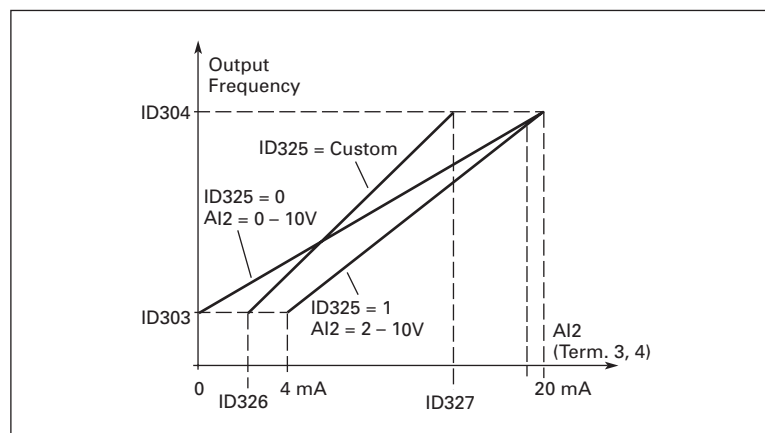 Output
Frequency
ID304
ID325 = Custom
ID325 = 0
AI2 = 0 – 10V
ID325 = 1
AI2 = 2 – 10V
ID303
AI2
(Term. 3, 4)
0
4 mA
20 mA
ID326
ID327